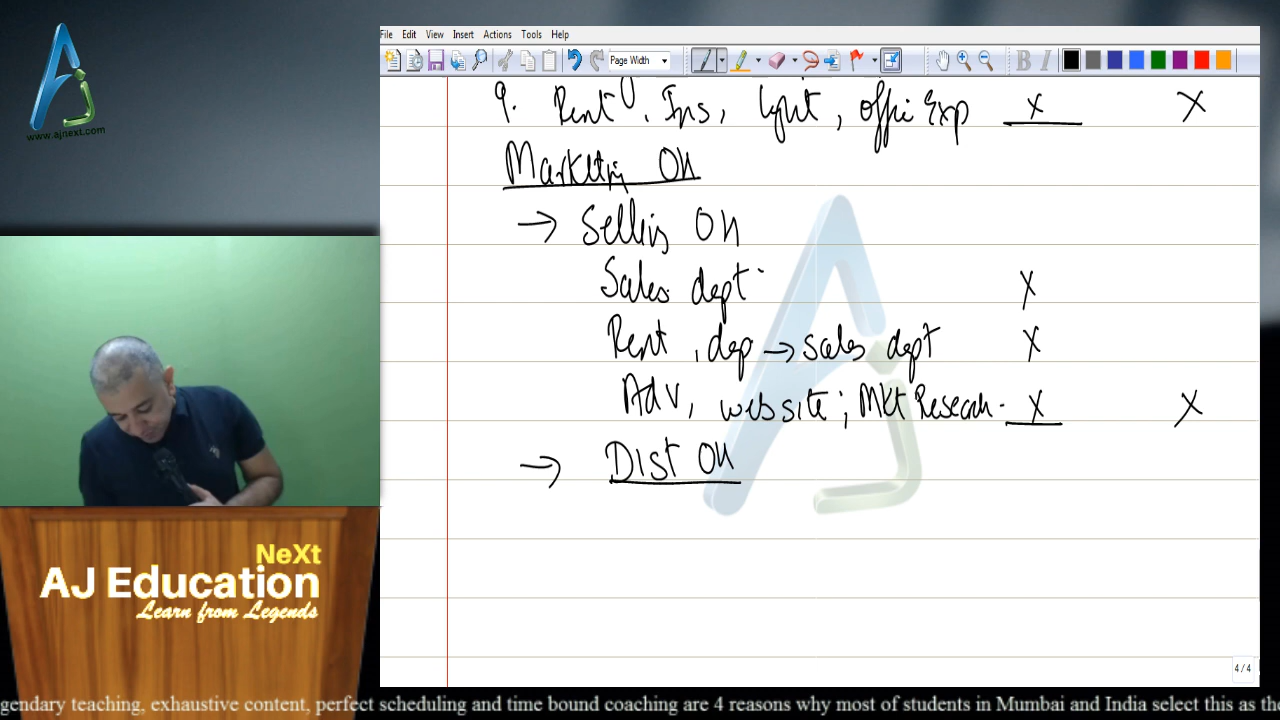 www.ajnext.com
File Edit View Insert Actions Tools Help
Page Width
B I
9. Rent, Ins, light, offi Exp x x
Marketing OH
→ Selling OH
Sales dept x
Rent, dep → sales dept x
Adv, website; Mkt Research - x x
→ Dist OH
4/4
NeXt
AJ Education
Learn from Legends
gendary teaching, exhaustive content, perfect scheduling and time bound coaching are 4 reasons why most of students in Mumbai and India select this as the